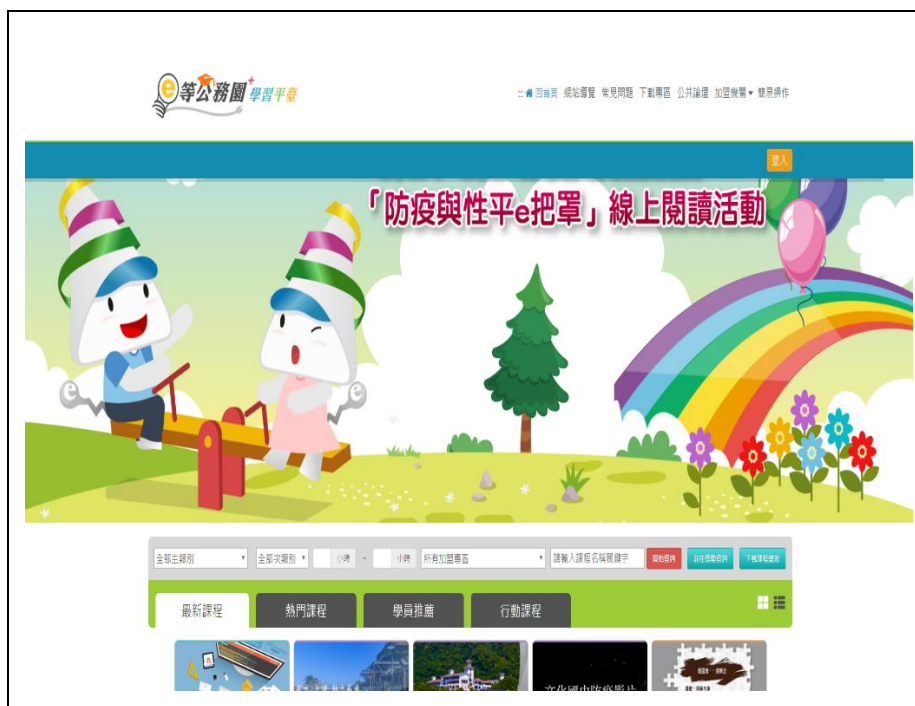 e等公務園+學習平臺
::: 回首頁 網站導覽 常見問題 下載專區 公共論壇 加盟機關 簡易操作
登入
「防疫與性平e把罩」線上閱讀活動
全部主類別 全部次類別 小時 ~ 小時 所有加盟專區 請輸入課程名稱關鍵字 開始查詢
最新課程 熱門課程 學員推薦 行動課程